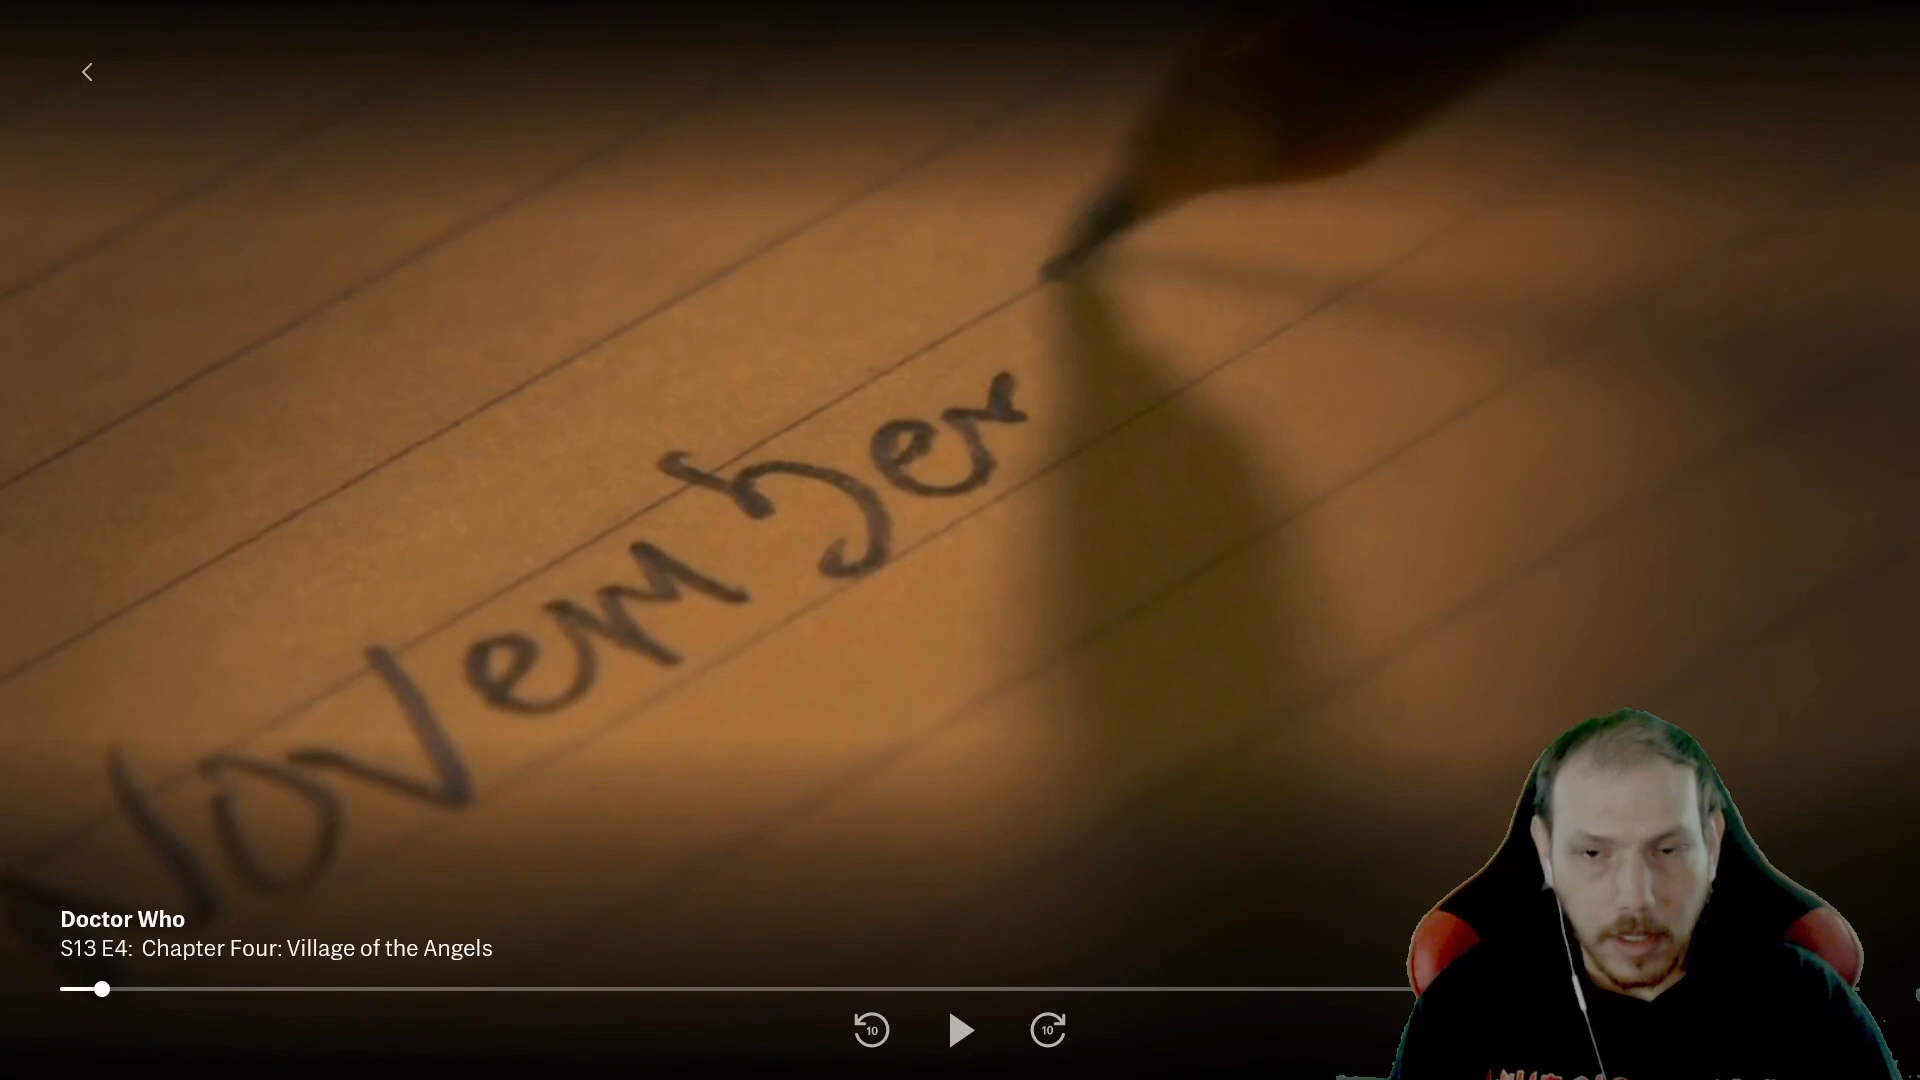 November
Doctor Who
S13 E4: Chapter Four: Village of the Angels
10
10